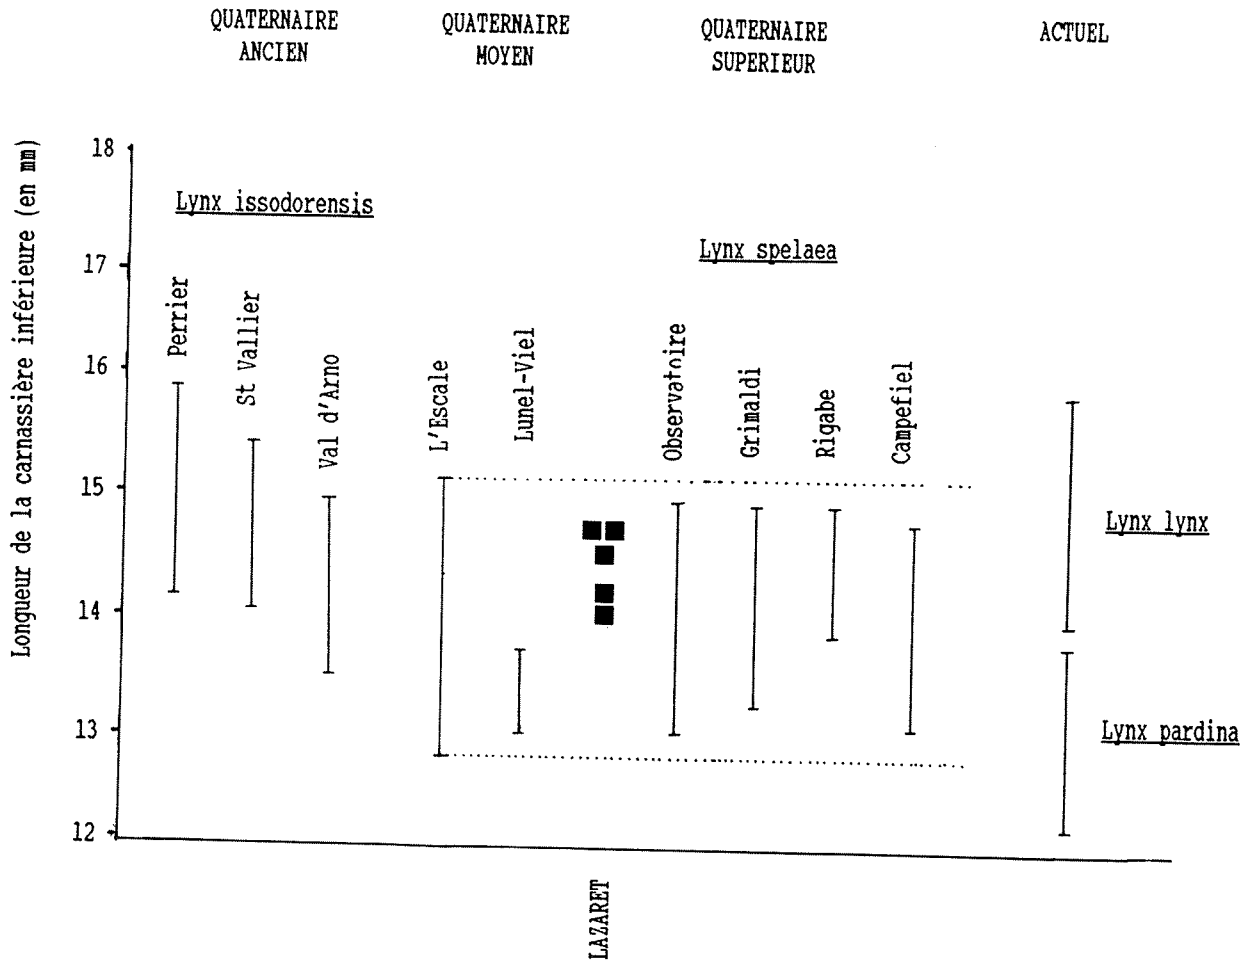 QUATERNAIRE
ANCIEN
QUATERNAIRE
MOYEN
QUATERNAIRE
SUPERIEUR
ACTUEL
Longueur de la carnassière inférieure (en mm)
18
17
16
15
14
13
12
Lynx issodorensis
Lynx spelaea
Perrier
St Vallier
Val d'Arno
L'Escale
Lunel-Viel
Observatoire
Grimaldi
Rigabe
Campefiel
Lynx lynx
Lynx pardina
LAZARET